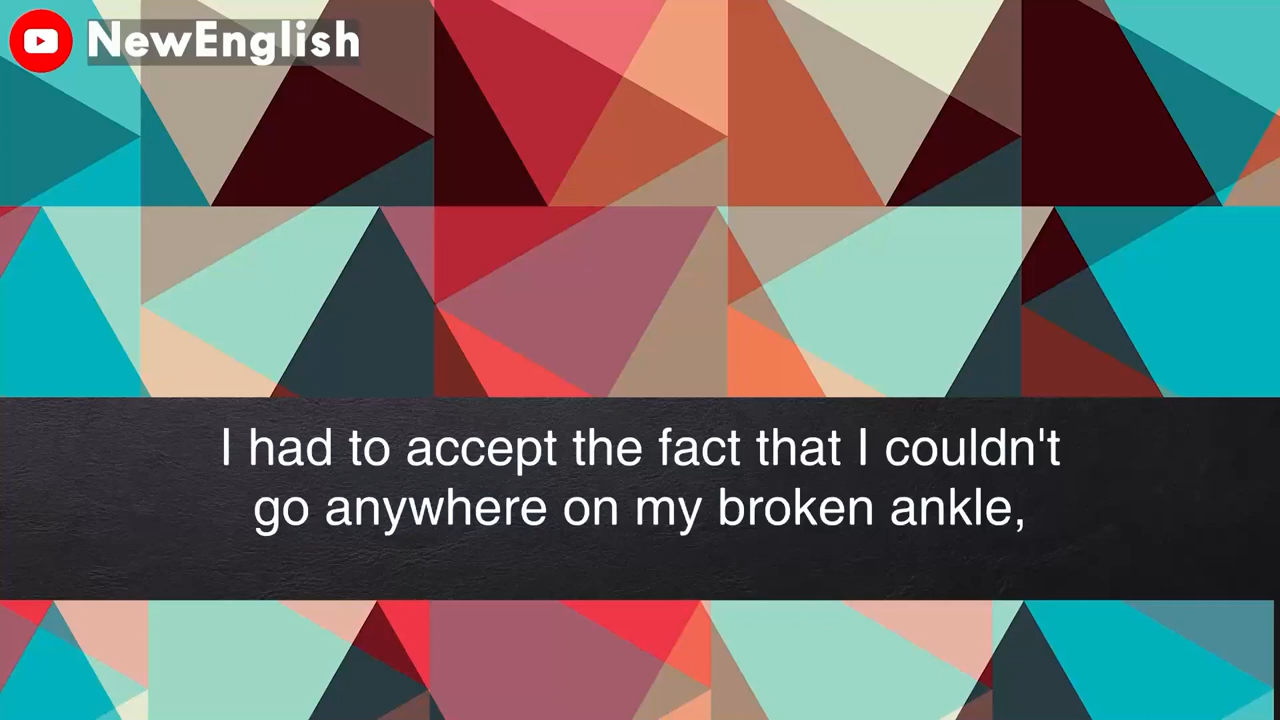 NewEnglish
I had to accept the fact that I couldn't
go anywhere on my broken ankle,